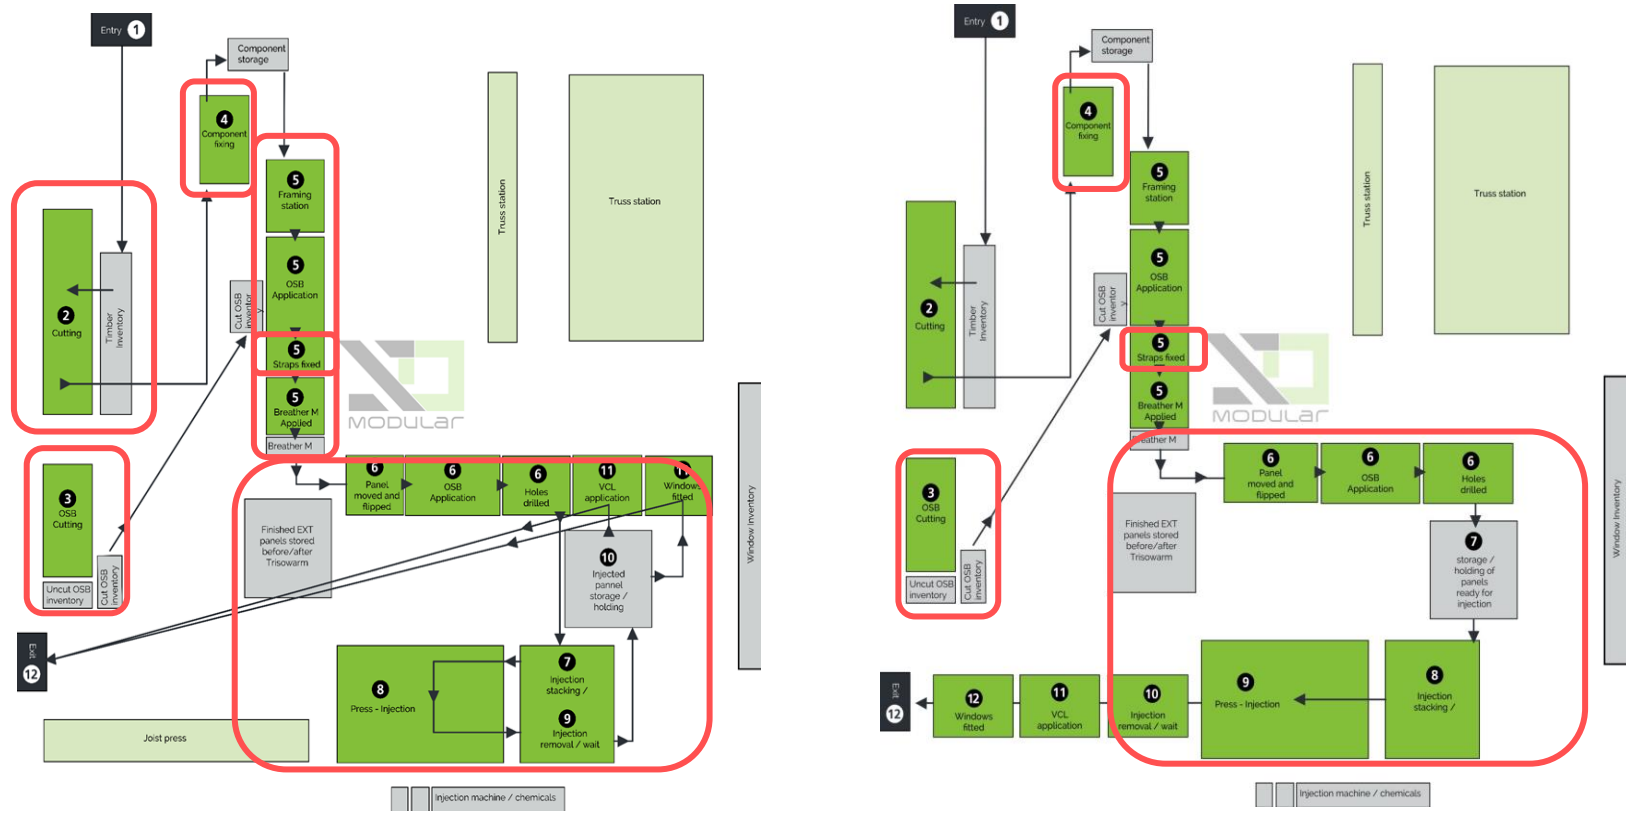 Entry 1
Component
storage
4
Component
fixing
5
Framing
station
5
OSB
Application
Cut OSB
inventor
y
2
Cutting
Timber
Inventory
5
Straps fixed
5
Breather M
Applied
Breather M
Truss station
Truss station
MODULar
3
OSB
Cutting
Uncut OSB
inventory
Cut OSB
inventory
6
Panel
moved and
flipped
6
OSB
Application
6
Holes
drilled
11
VCL
application
11
Windows
fitted
Finished EXT
panels stored
before/after
Trisowarm
10
Injected
pannel
storage /
holding
Window Inventory
Exit
12
8
Press - Injection
7
Injection
stacking /
9
Injection
removal / wait
Joist press
Injection machine / chemicals
Entry 1
Component
storage
4
Component
fixing
5
Framing
station
5
OSB
Application
Cut OSB
inventor
y
2
Cutting
Timber
Inventory
5
Straps fixed
5
Breather M
Applied
Breather M
Truss station
Truss station
MODULar
3
OSB
Cutting
Uncut OSB
inventory
Cut OSB
inventory
6
Panel
moved and
flipped
6
OSB
Application
6
Holes
drilled
Finished EXT
panels stored
before/after
Trisowarm
7
storage /
holding of
panels
ready for
injection
Window Inventory
Exit
12
12
Windows
fitted
11
VCL
application
10
Injection
removal / wait
9
Press - Injection
8
Injection
stacking /
Injection machine / chemicals